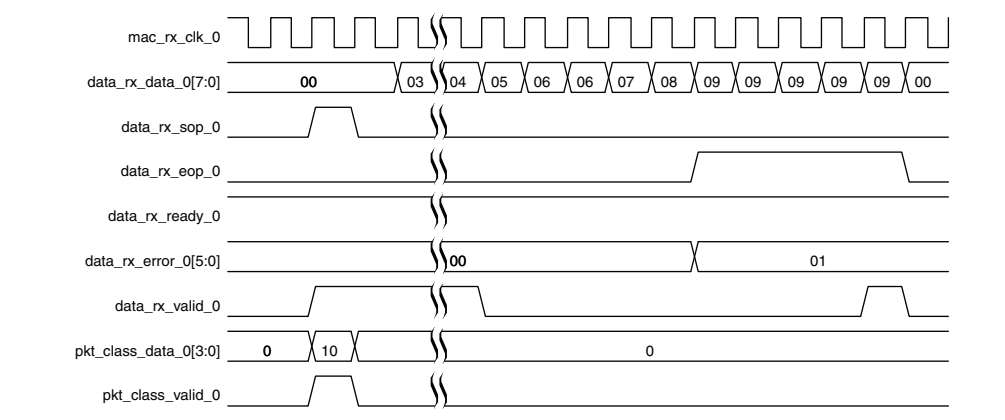 mac_rx_clk_0
data_rx_data_0[7:0] 00 03 04 05 06 06 07 08 09 09 09 09 09 00
data_rx_sop_0
data_rx_eop_0
data_rx_ready_0
data_rx_error_0[5:0] 00 01
data_rx_valid_0
pkt_class_data_0[3:0] 0 10 0
pkt_class_valid_0